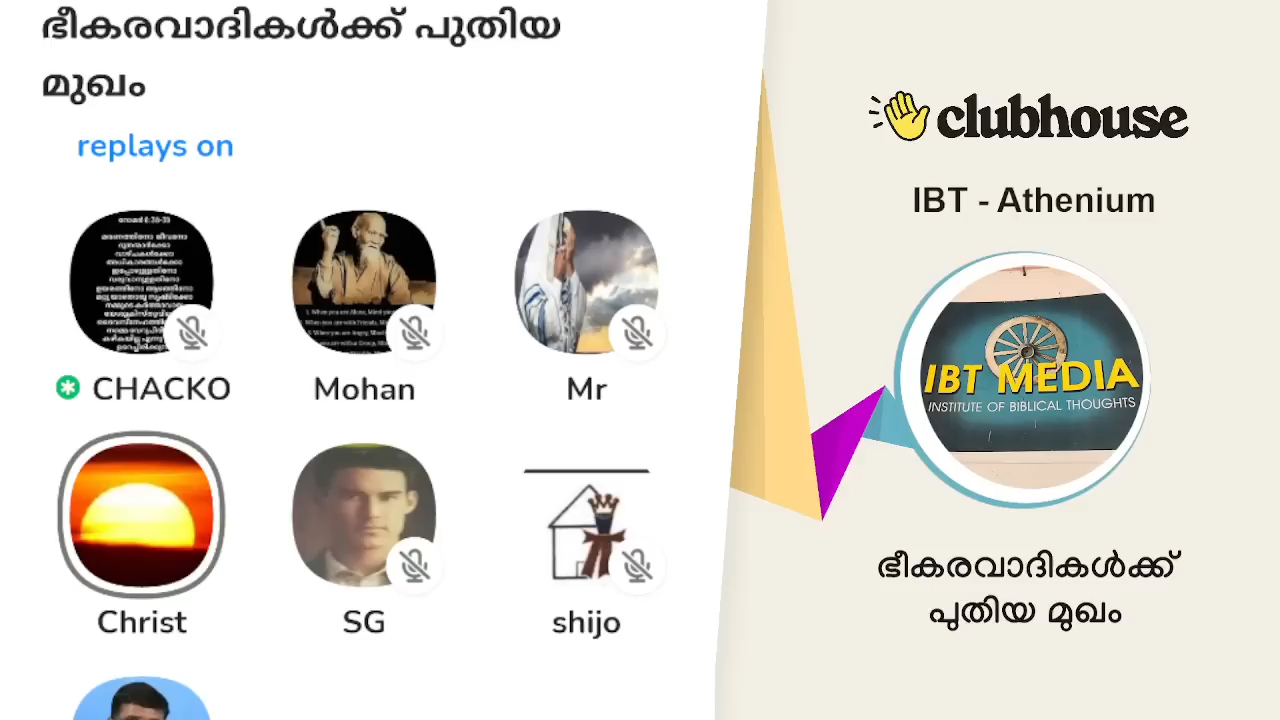 ഭീകരവാദികൾക്ക് പുതിയ
മുഖം
replays on
CHACKO
Mohan
Mr
Christ
SG
shijo
clubhouse
IBT - Athenium
IBT MEDIA
INSTITUTE OF BIBLICAL THOUGHTS
ഭീകരവാദികൾക്ക്
പുതിയ മുഖം